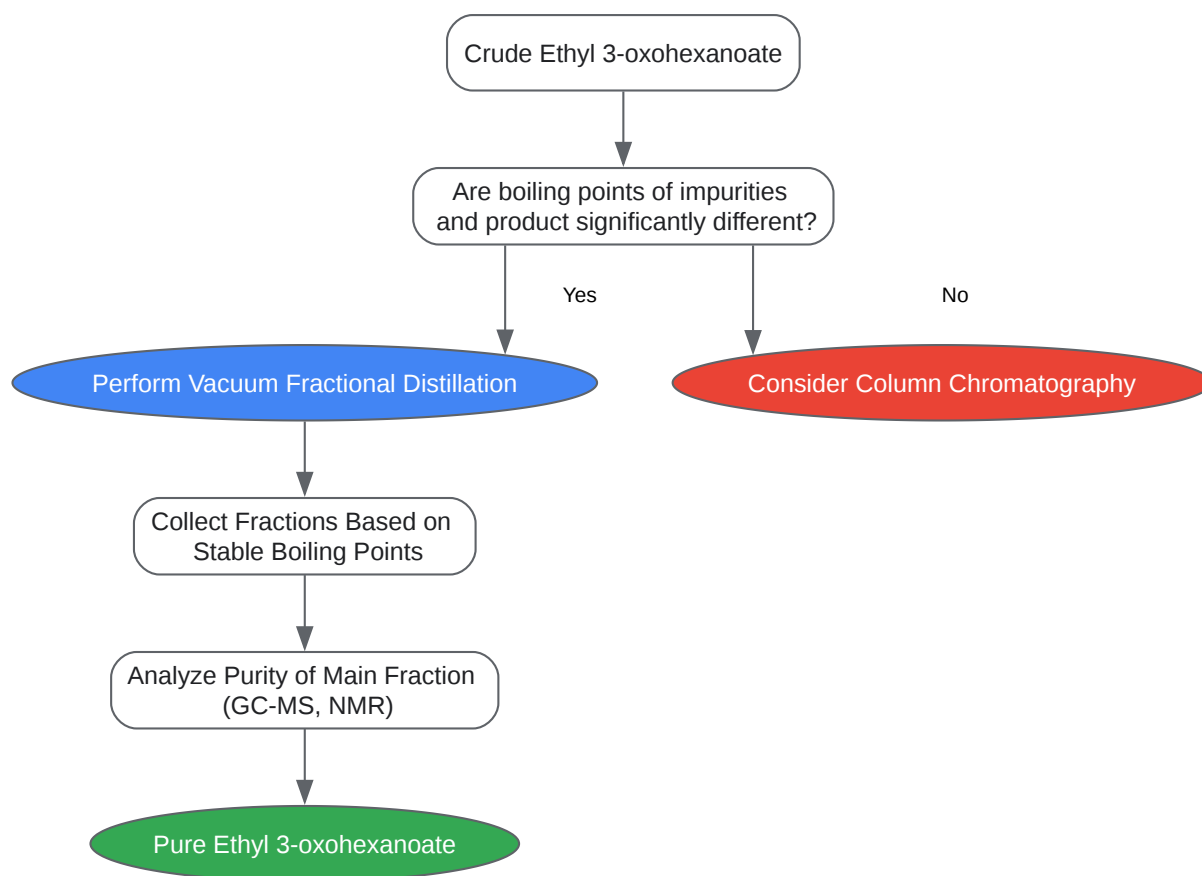 Crude Ethyl 3-oxohexanoate
Are boiling points of impurities
and product significantly different?
Yes
No
Perform Vacuum Fractional Distillation
Consider Column Chromatography
Collect Fractions Based on
Stable Boiling Points
Analyze Purity of Main Fraction
(GC-MS, NMR)
Pure Ethyl 3-oxohexanoate